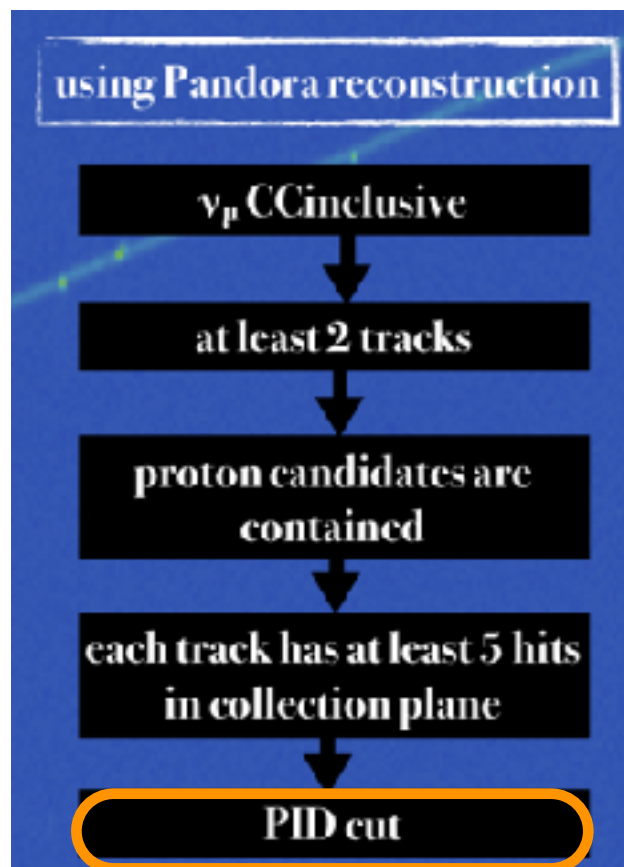 using Pandora reconstruction
νμ CCinclusive
at least 2 tracks
proton candidates are
contained
each track has at least 5 hits
in collection plane
PID cut